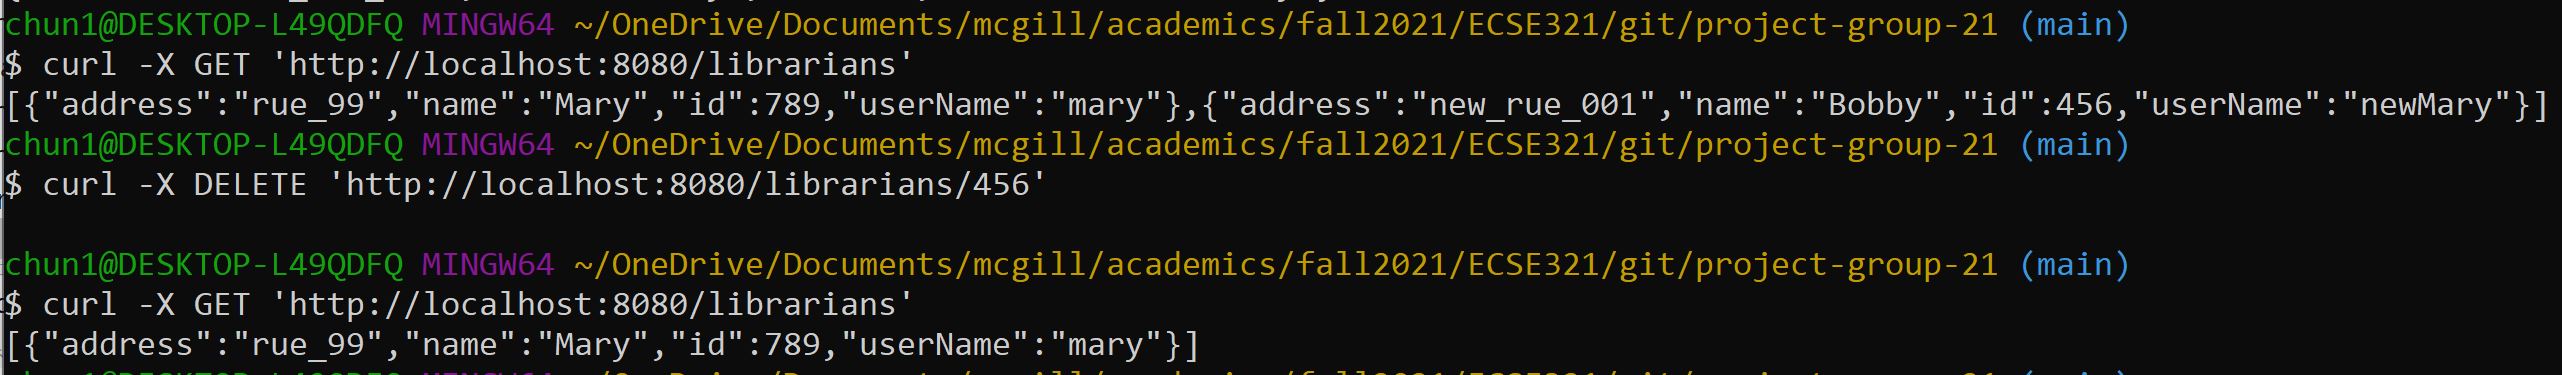 chun1@DESKTOP-L49QDFQ MINGW64 ~/OneDrive/Documents/mcgill/academics/fall2021/ECSE321/git/project-group-21 (main)
$ curl -X GET 'http://localhost:8080/librarians'
[{"address":"rue_99","name":"Mary","id":789,"userName":"mary"},{"address":"new_rue_001","name":"Bobby","id":456,"userName":"newMary"}]
chun1@DESKTOP-L49QDFQ MINGW64 ~/OneDrive/Documents/mcgill/academics/fall2021/ECSE321/git/project-group-21 (main)
$ curl -X DELETE 'http://localhost:8080/librarians/456'
chun1@DESKTOP-L49QDFQ MINGW64 ~/OneDrive/Documents/mcgill/academics/fall2021/ECSE321/git/project-group-21 (main)
$ curl -X GET 'http://localhost:8080/librarians'
[{"address":"rue_99","name":"Mary","id":789,"userName":"mary"}]